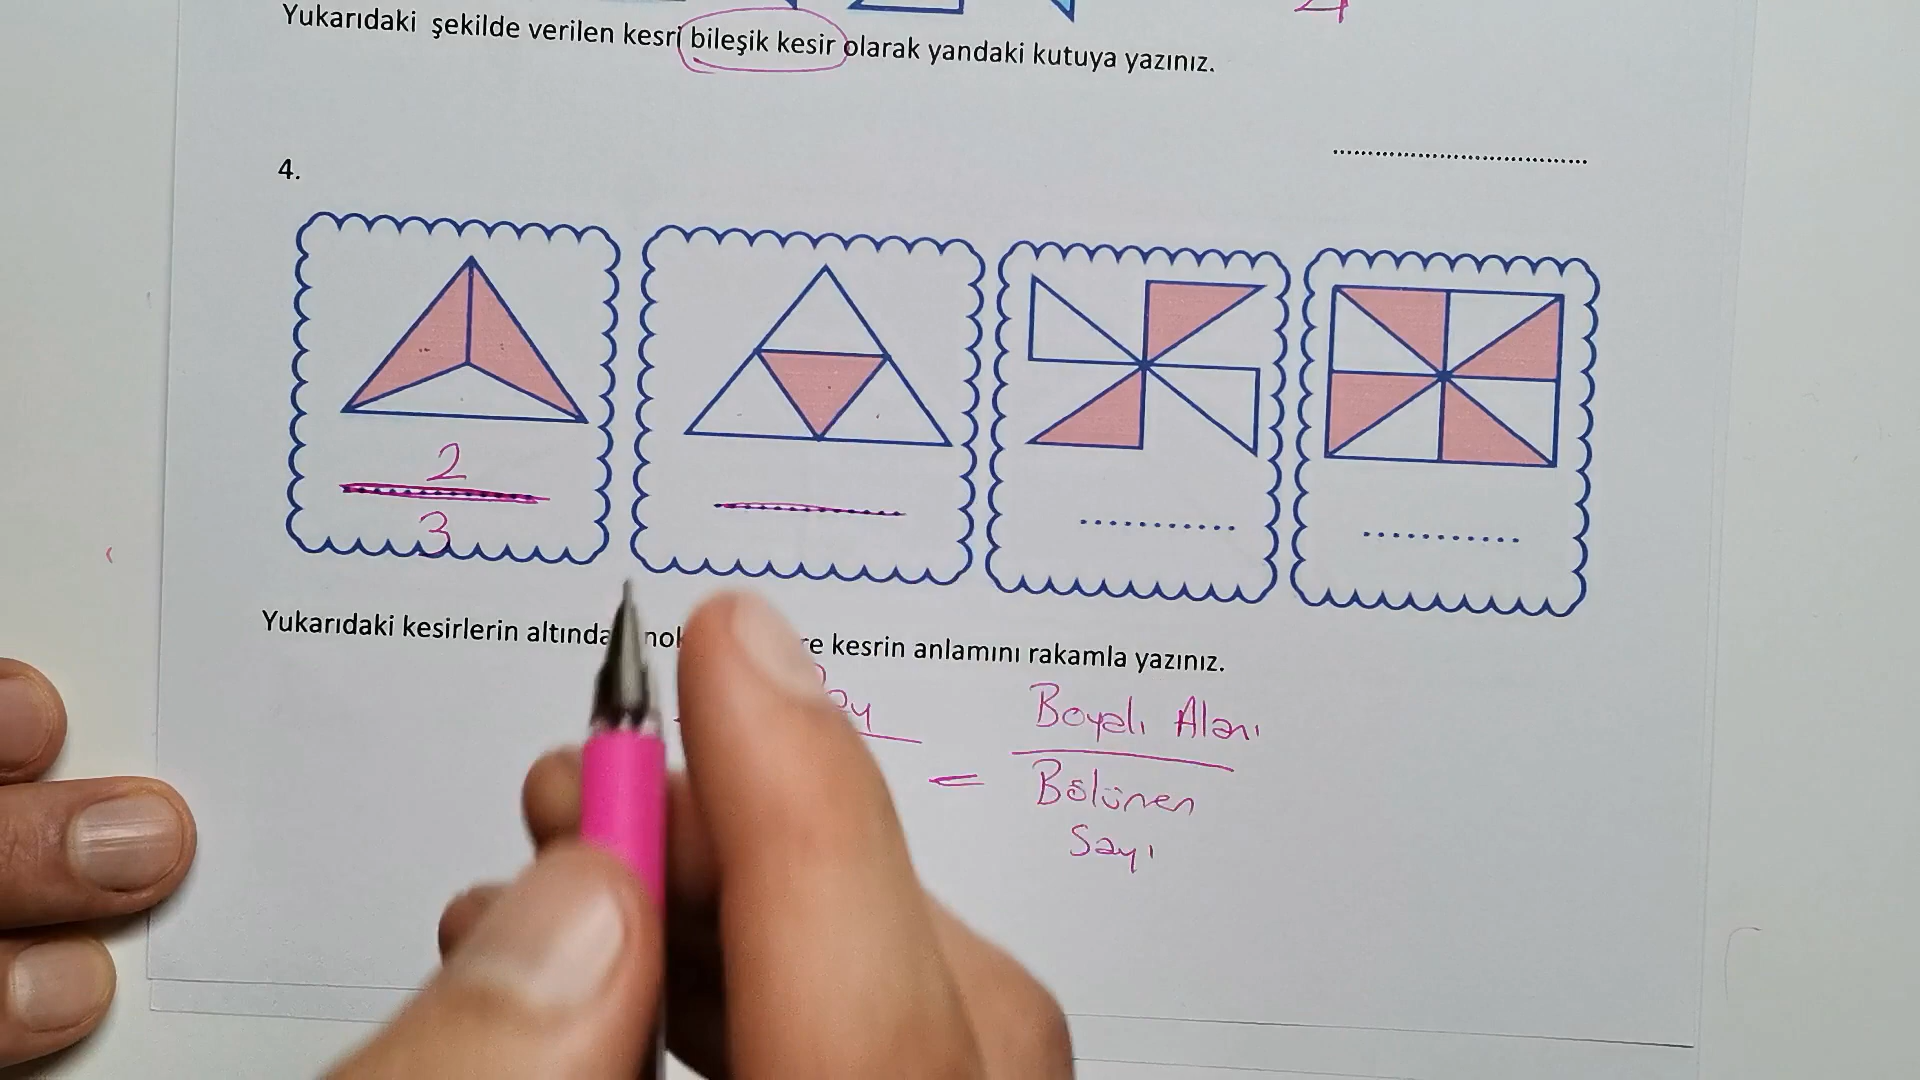 Yukarıdaki şekilde verilen kesri bileşik kesir olarak yandaki kutuya yazınız.
4.
2
3
Yukarıdaki kesirlerin kesrin anlamını rakamla yazınız.
= Boyalı Alanı
Bölünen
Sayı